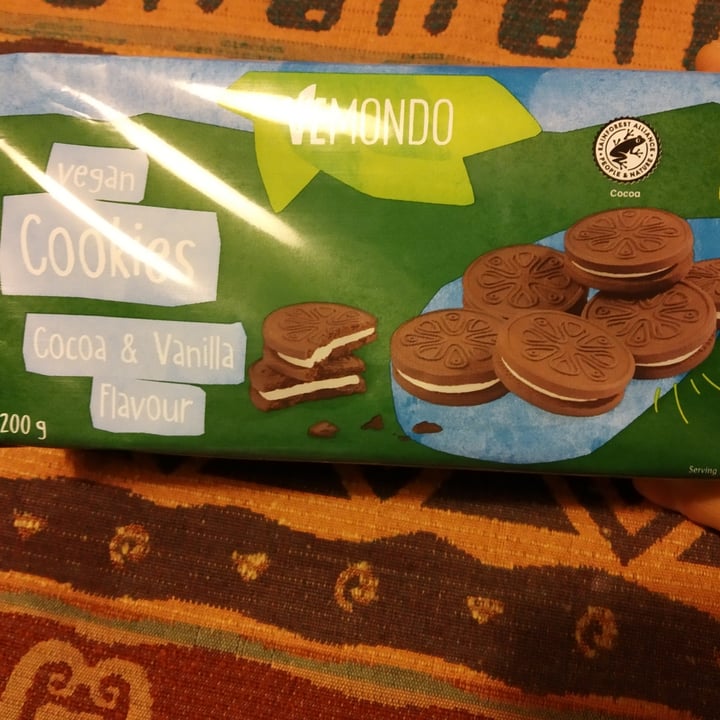 VEMONDO
RAINFOREST ALLIANCE
PEOPLE & NATURE
Cocoa
vegan
Cookies
Cocoa & Vanilla
Flavour
200 g
Serving